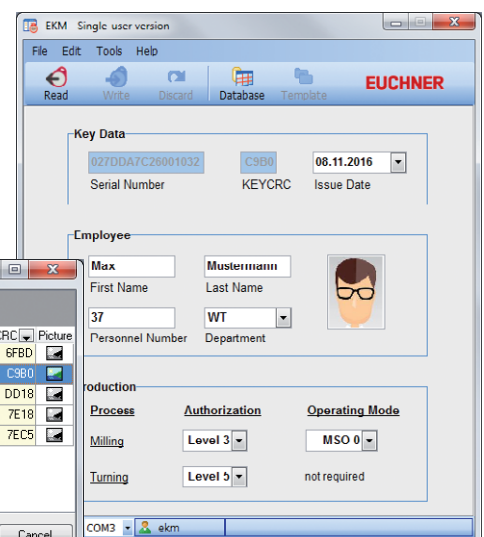 EKM Single user version
File Edit Tools Help
Read Write Discard Database Template
EUCHNER
Key Data
027DDA7C26001032 C9B0 08.11.2016
Serial Number KEYCRC Issue Date
Employee
Max Mustermann
First Name Last Name
37 WT
Personnel Number Department
roduction
Process Authorization Operating Mode
Milling Level 3 MSO 0
Turning Level 5 not required
COM3 ekm
CRC Picture
6FBD
C9B0
DD18
7E18
7EC5
Cancel